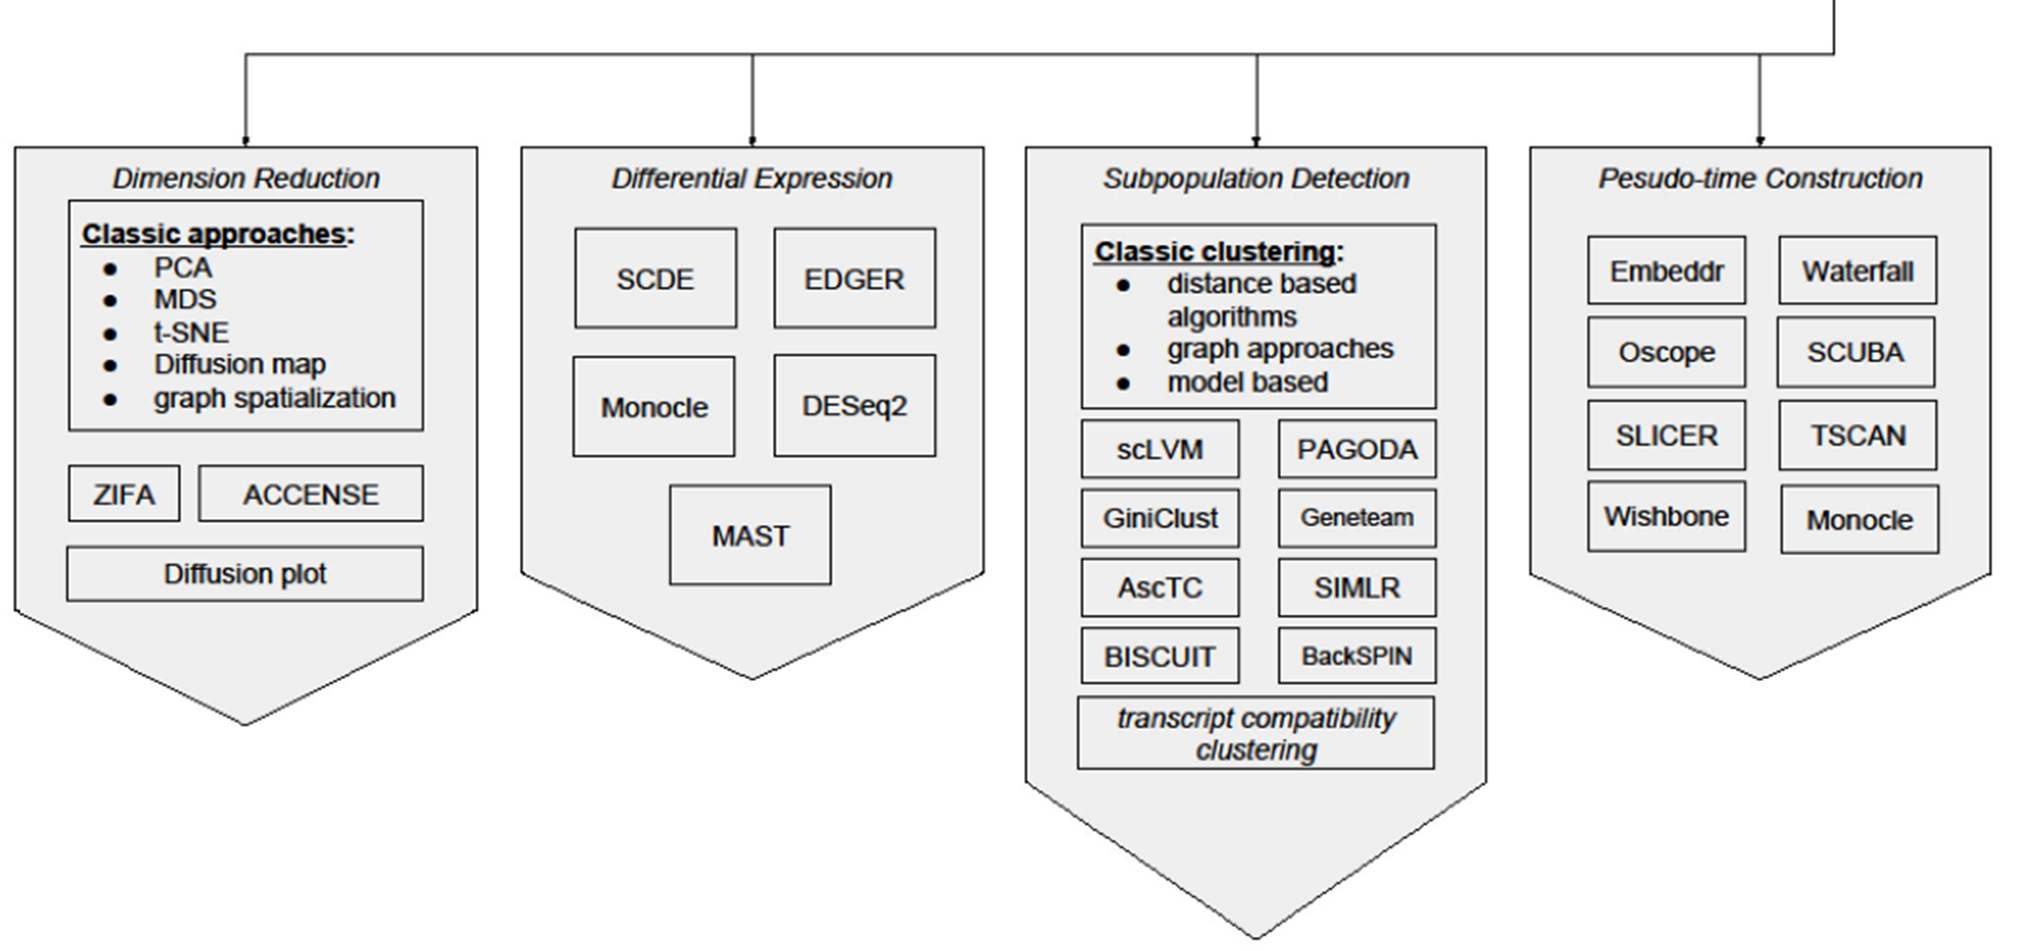 Dimension Reduction
Classic approaches:
● PCA
● MDS
● t-SNE
● Diffusion map
● graph spatialization
ZIFA
ACCENSE
Diffusion plot
Differential Expression
SCDE
EDGER
Monocle
DESeq2
MAST
Subpopulation Detection
Classic clustering:
● distance based
algorithms
● graph approaches
● model based
scLVM
PAGODA
GiniClust
Geneteam
AscTC
SIMLR
BISCUIT
BackSPIN
transcript compatibility
clustering
Pesudo-time Construction
Embeddr
Waterfall
Oscope
SCUBA
SLICER
TSCAN
Wishbone
Monocle